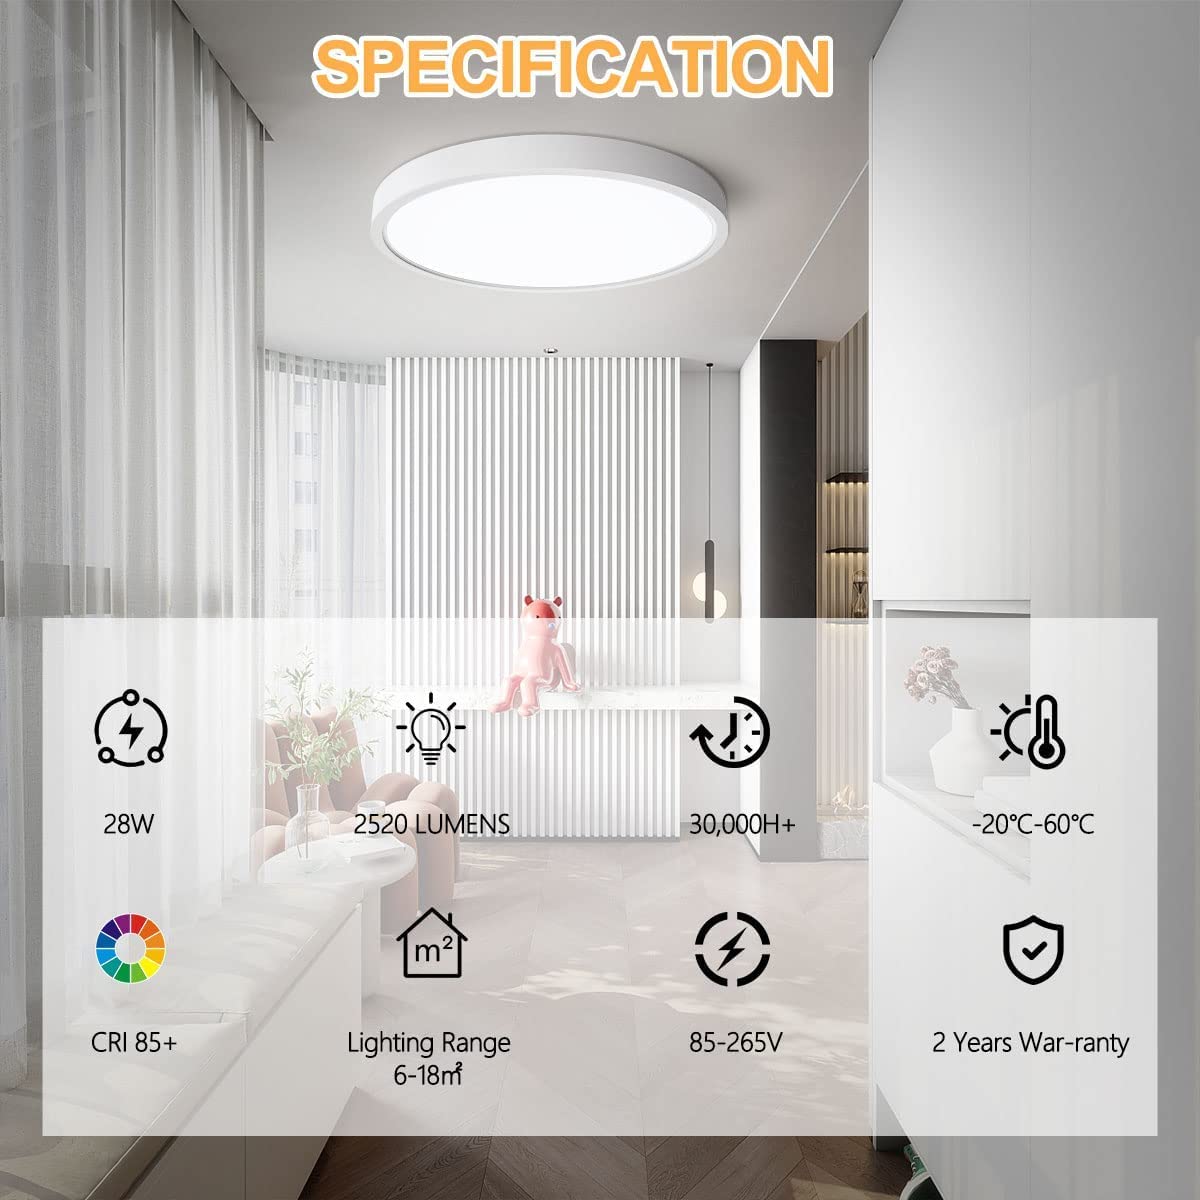 SPECIFICATION
28W
2520 LUMENS
30,000H+
-20℃-60℃
m²
CRI 85+
Lighting Range
6-18㎡
85-265V
2 Years War-ranty